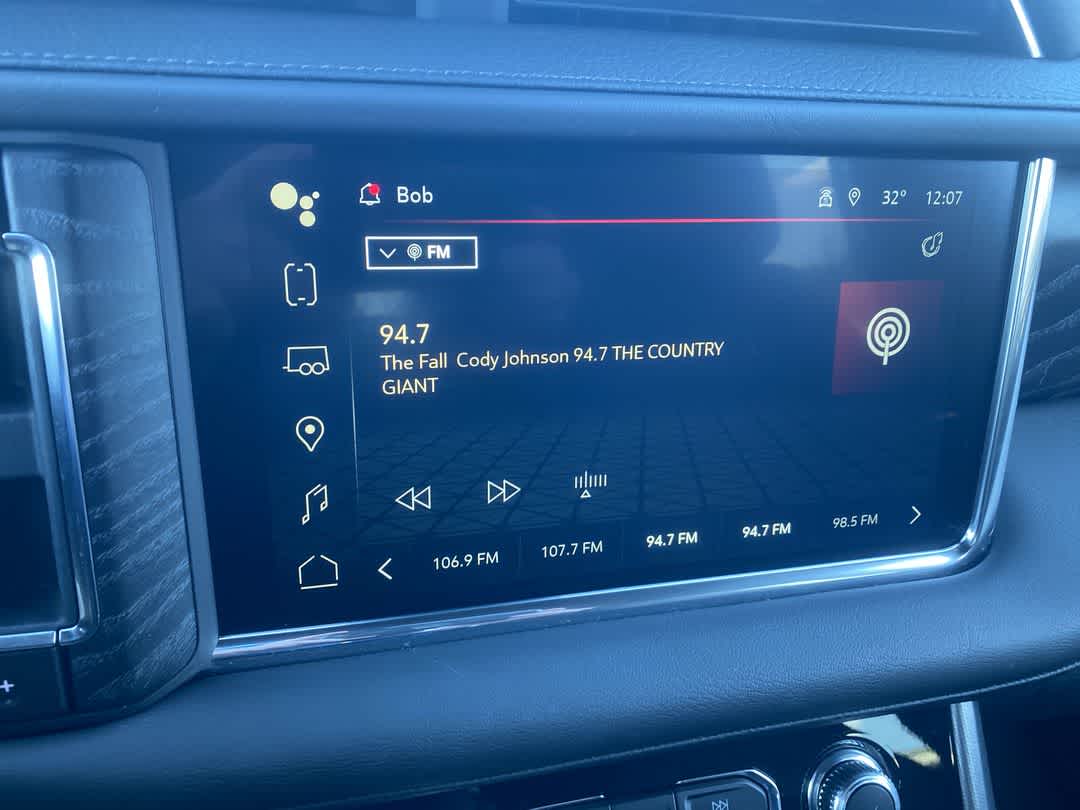 Bob
32° 12:07
FM
94.7
The Fall Cody Johnson 94.7 THE COUNTRY
GIANT
106.9 FM 107.7 FM 94.7 FM 94.7 FM 98.5 FM
+